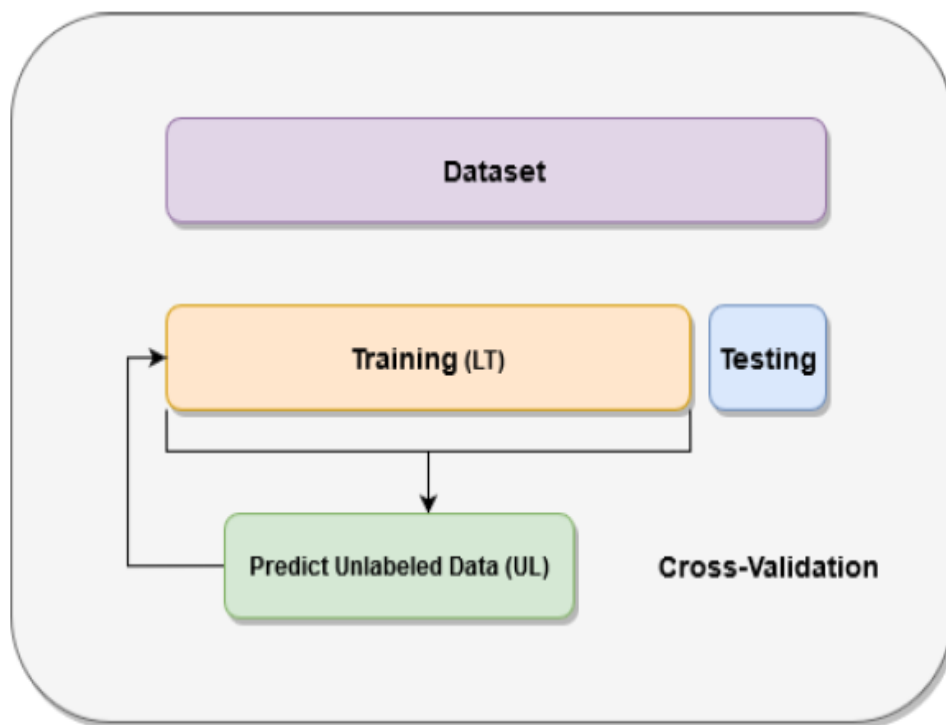 Dataset
Training (LT)
Testing
Predict Unlabeled Data (UL)
Cross-Validation